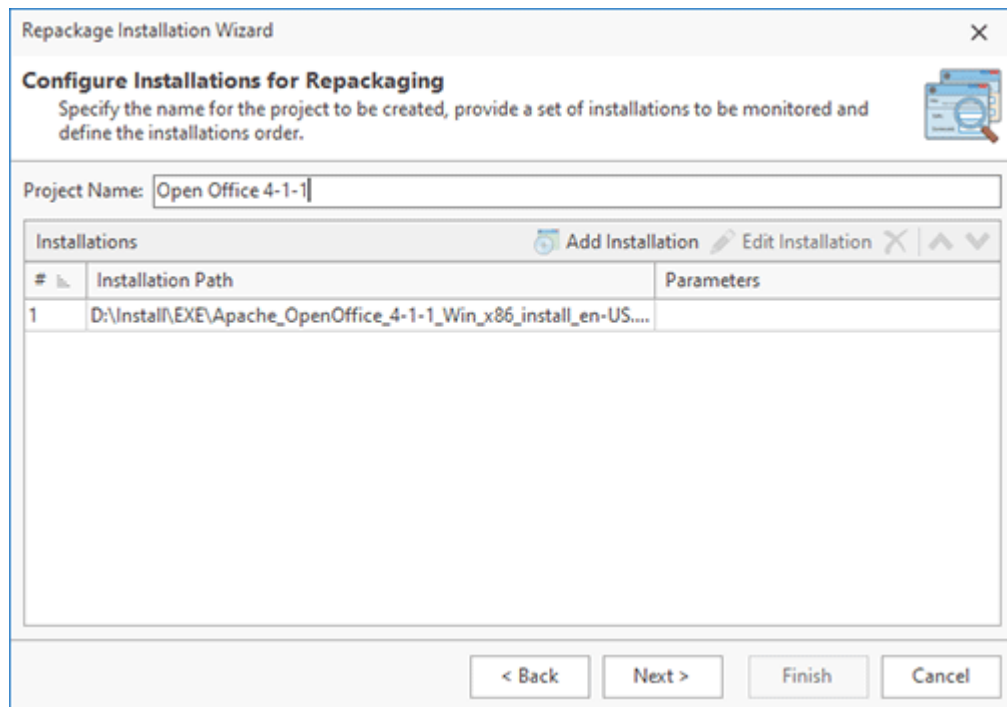 Repackage Installation Wizard
Configure Installations for Repackaging
Specify the name for the project to be created, provide a set of installations to be monitored and
define the installations order.
Project Name: Open Office 4-1-1
Installations Add Installation Edit Installation
# Installation Path Parameters
1 D:\Install\EXE\Apache_OpenOffice_4-1-1_Win_x86_install_en-US....
< Back Next > Finish Cancel